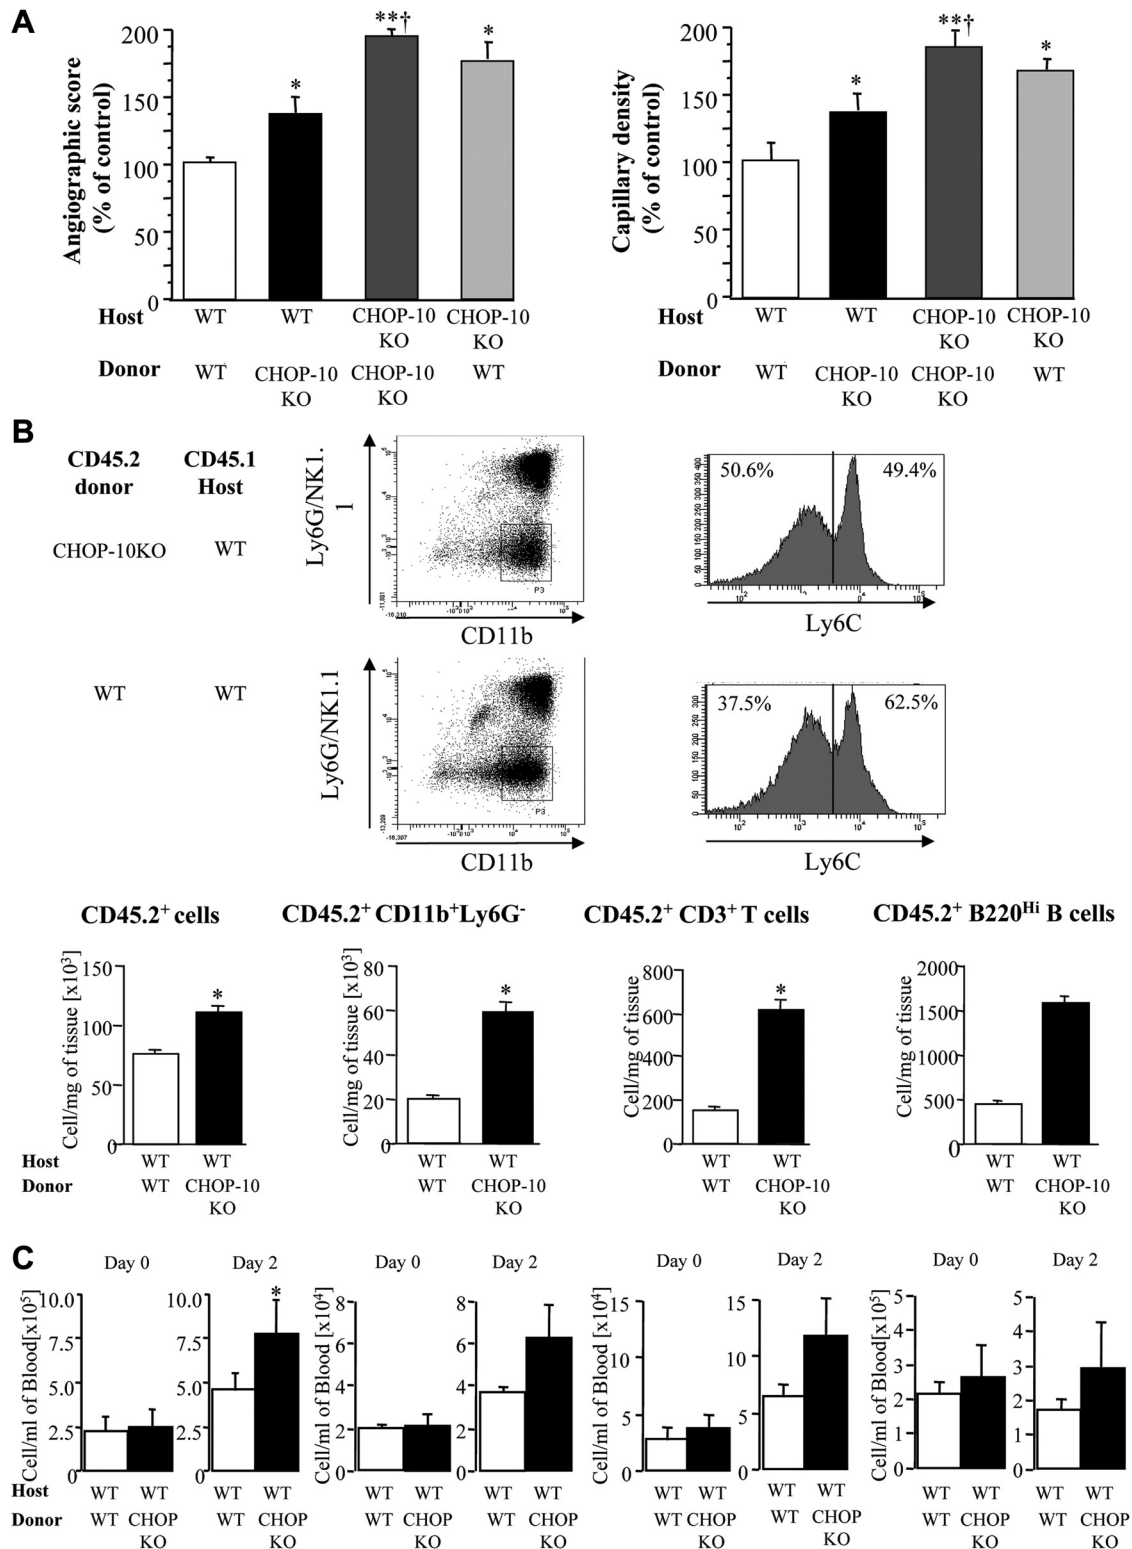 A
Angiographic score
(% of control)
200
150
100
50
0
* **† *
Host WT WT CHOP-10 KO CHOP-10 KO
Donor WT CHOP-10 KO CHOP-10 KO WT
Capillary density
(% of control)
200
150
100
50
0
* **† *
Host WT WT CHOP-10 KO CHOP-10 KO
Donor WT CHOP-10 KO CHOP-10 KO WT
B
CD45.2 donor
CD45.1 Host
CHOP-10KO WT
Ly6G/NK1.1
P3
CD11b
50.6% 49.4%
Ly6C
WT WT
Ly6G/NK1.1
P3
CD11b
37.5% 62.5%
Ly6C
CD45.2+ cells
Cell/mg of tissue [x10³]
150
100
50
0
*
CD45.2+ CD11b+Ly6G-
Cell/mg of tissue [x10³]
80
60
40
20
0
*
CD45.2+ CD3+ T cells
Cell/mg of tissue
800
600
400
200
0
*
CD45.2+ B220Hi B cells
Cell/mg of tissue
2000
1500
1000
500
0
Host WT WT WT WT WT WT WT WT
Donor WT CHOP-10 KO WT CHOP-10 KO WT CHOP-10 KO WT CHOP-10 KO
C
Day 0 Day 2 Day 0 Day 2 Day 0 Day 2 Day 0 Day 2
Cell/ml of Blood[x10⁵]
10.0
7.5
5.0
2.5
0
10.0
7.5
5.0
2.5
0
*
Cell/ml of Blood [x10⁴]
8
6
4
2
0
8
6
4
2
0
Cell/ml of Blood [x10⁴]
15
10
5
0
15
10
5
0
Cell/ml of Blood[x10⁵]
5
4
3
2
1
0
5
4
3
2
1
0
Host WT WT WT WT WT WT WT WT WT WT WT WT WT WT WT WT
Donor WT CHOP KO WT CHOP KO WT CHOP KO WT CHOP KO WT CHOP KO WT CHOP KO WT CHOP KO WT CHOP KO